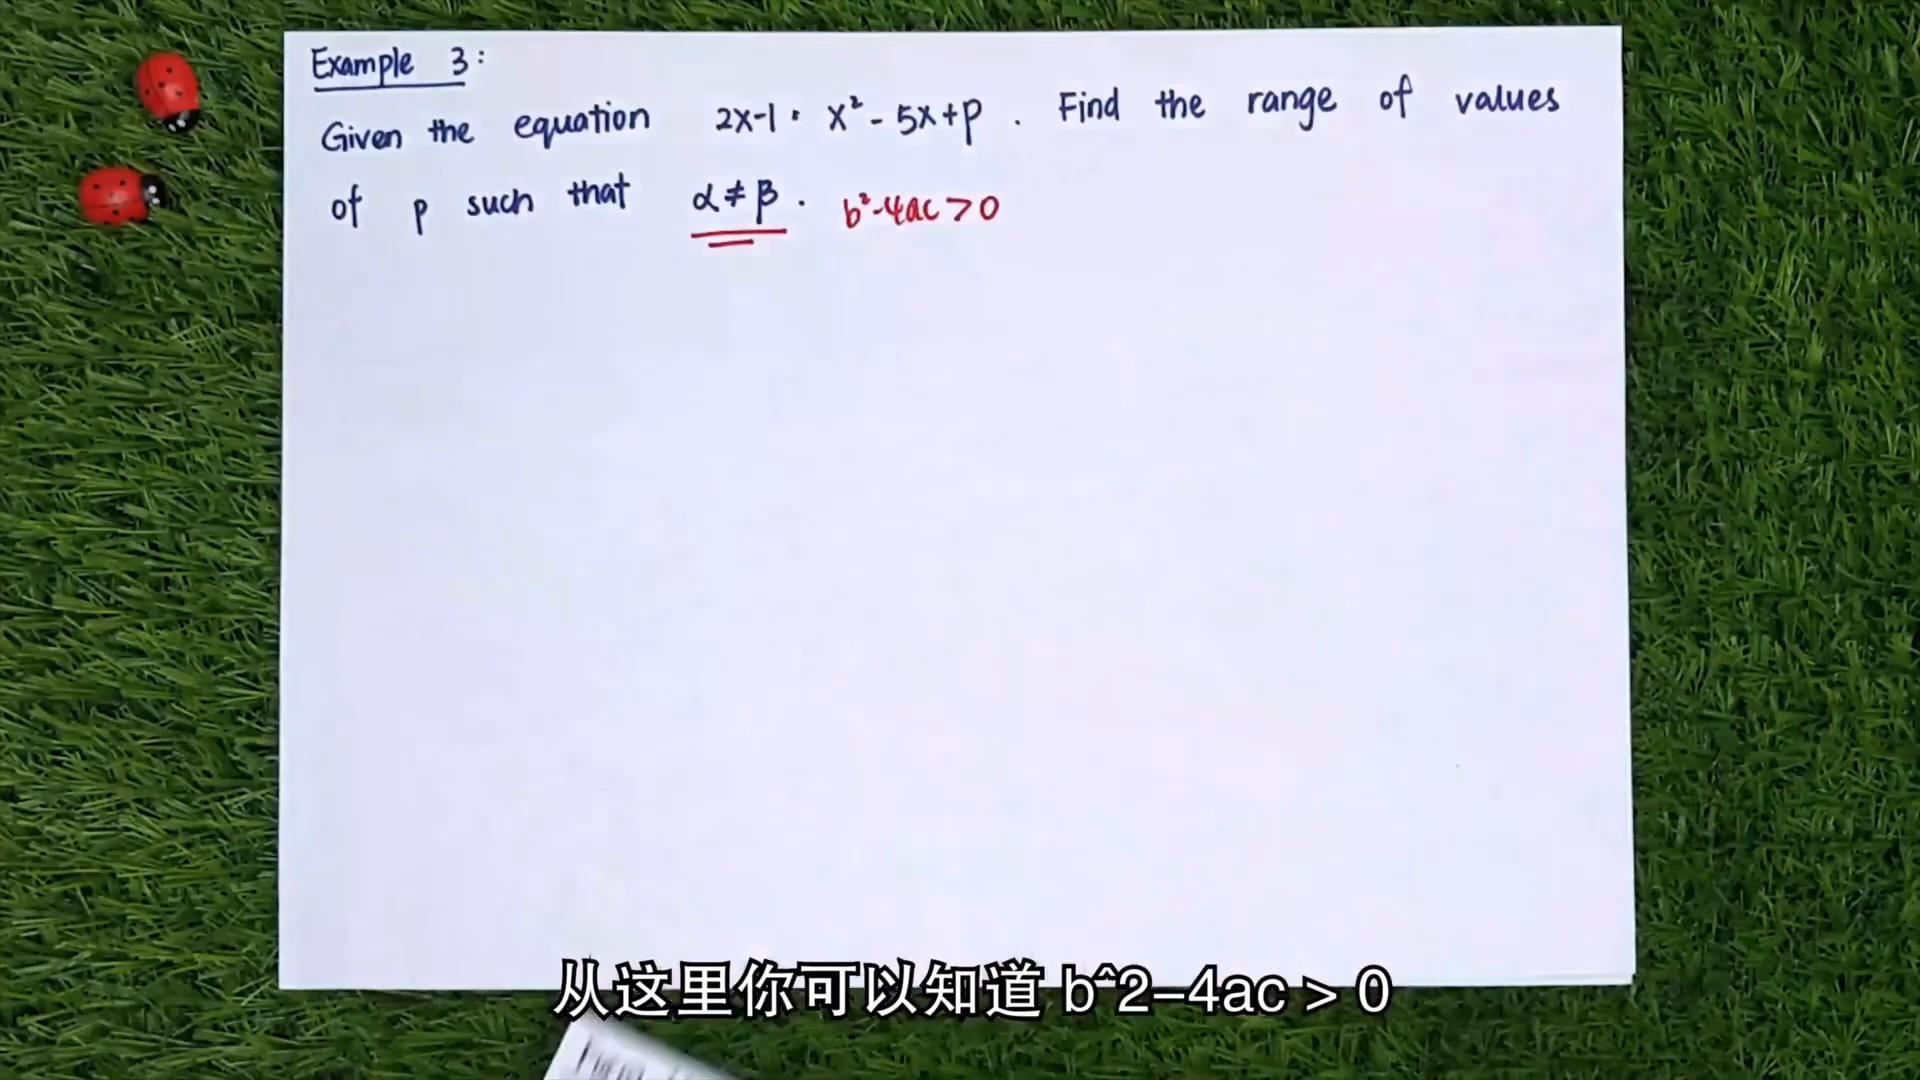 Example 3:
Given the equation 2x-1 = x² - 5x+p . Find the range of values
of p such that α ≠ β . b²-4ac > 0
从这里你可以知道 b^2-4ac > 0